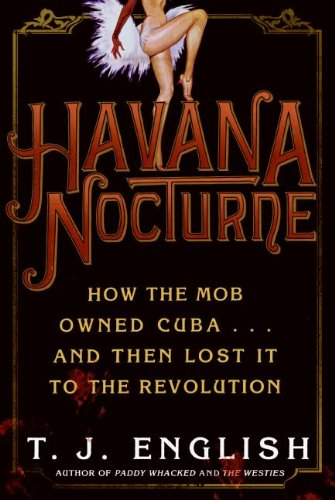 HAVANA
NOCTURNE
HOW THE MOB
OWNED CUBA . . .
AND THEN LOST IT
TO THE REVOLUTION
T. J. ENGLISH
AUTHOR OF PADDY WHACKED AND THE WESTIES